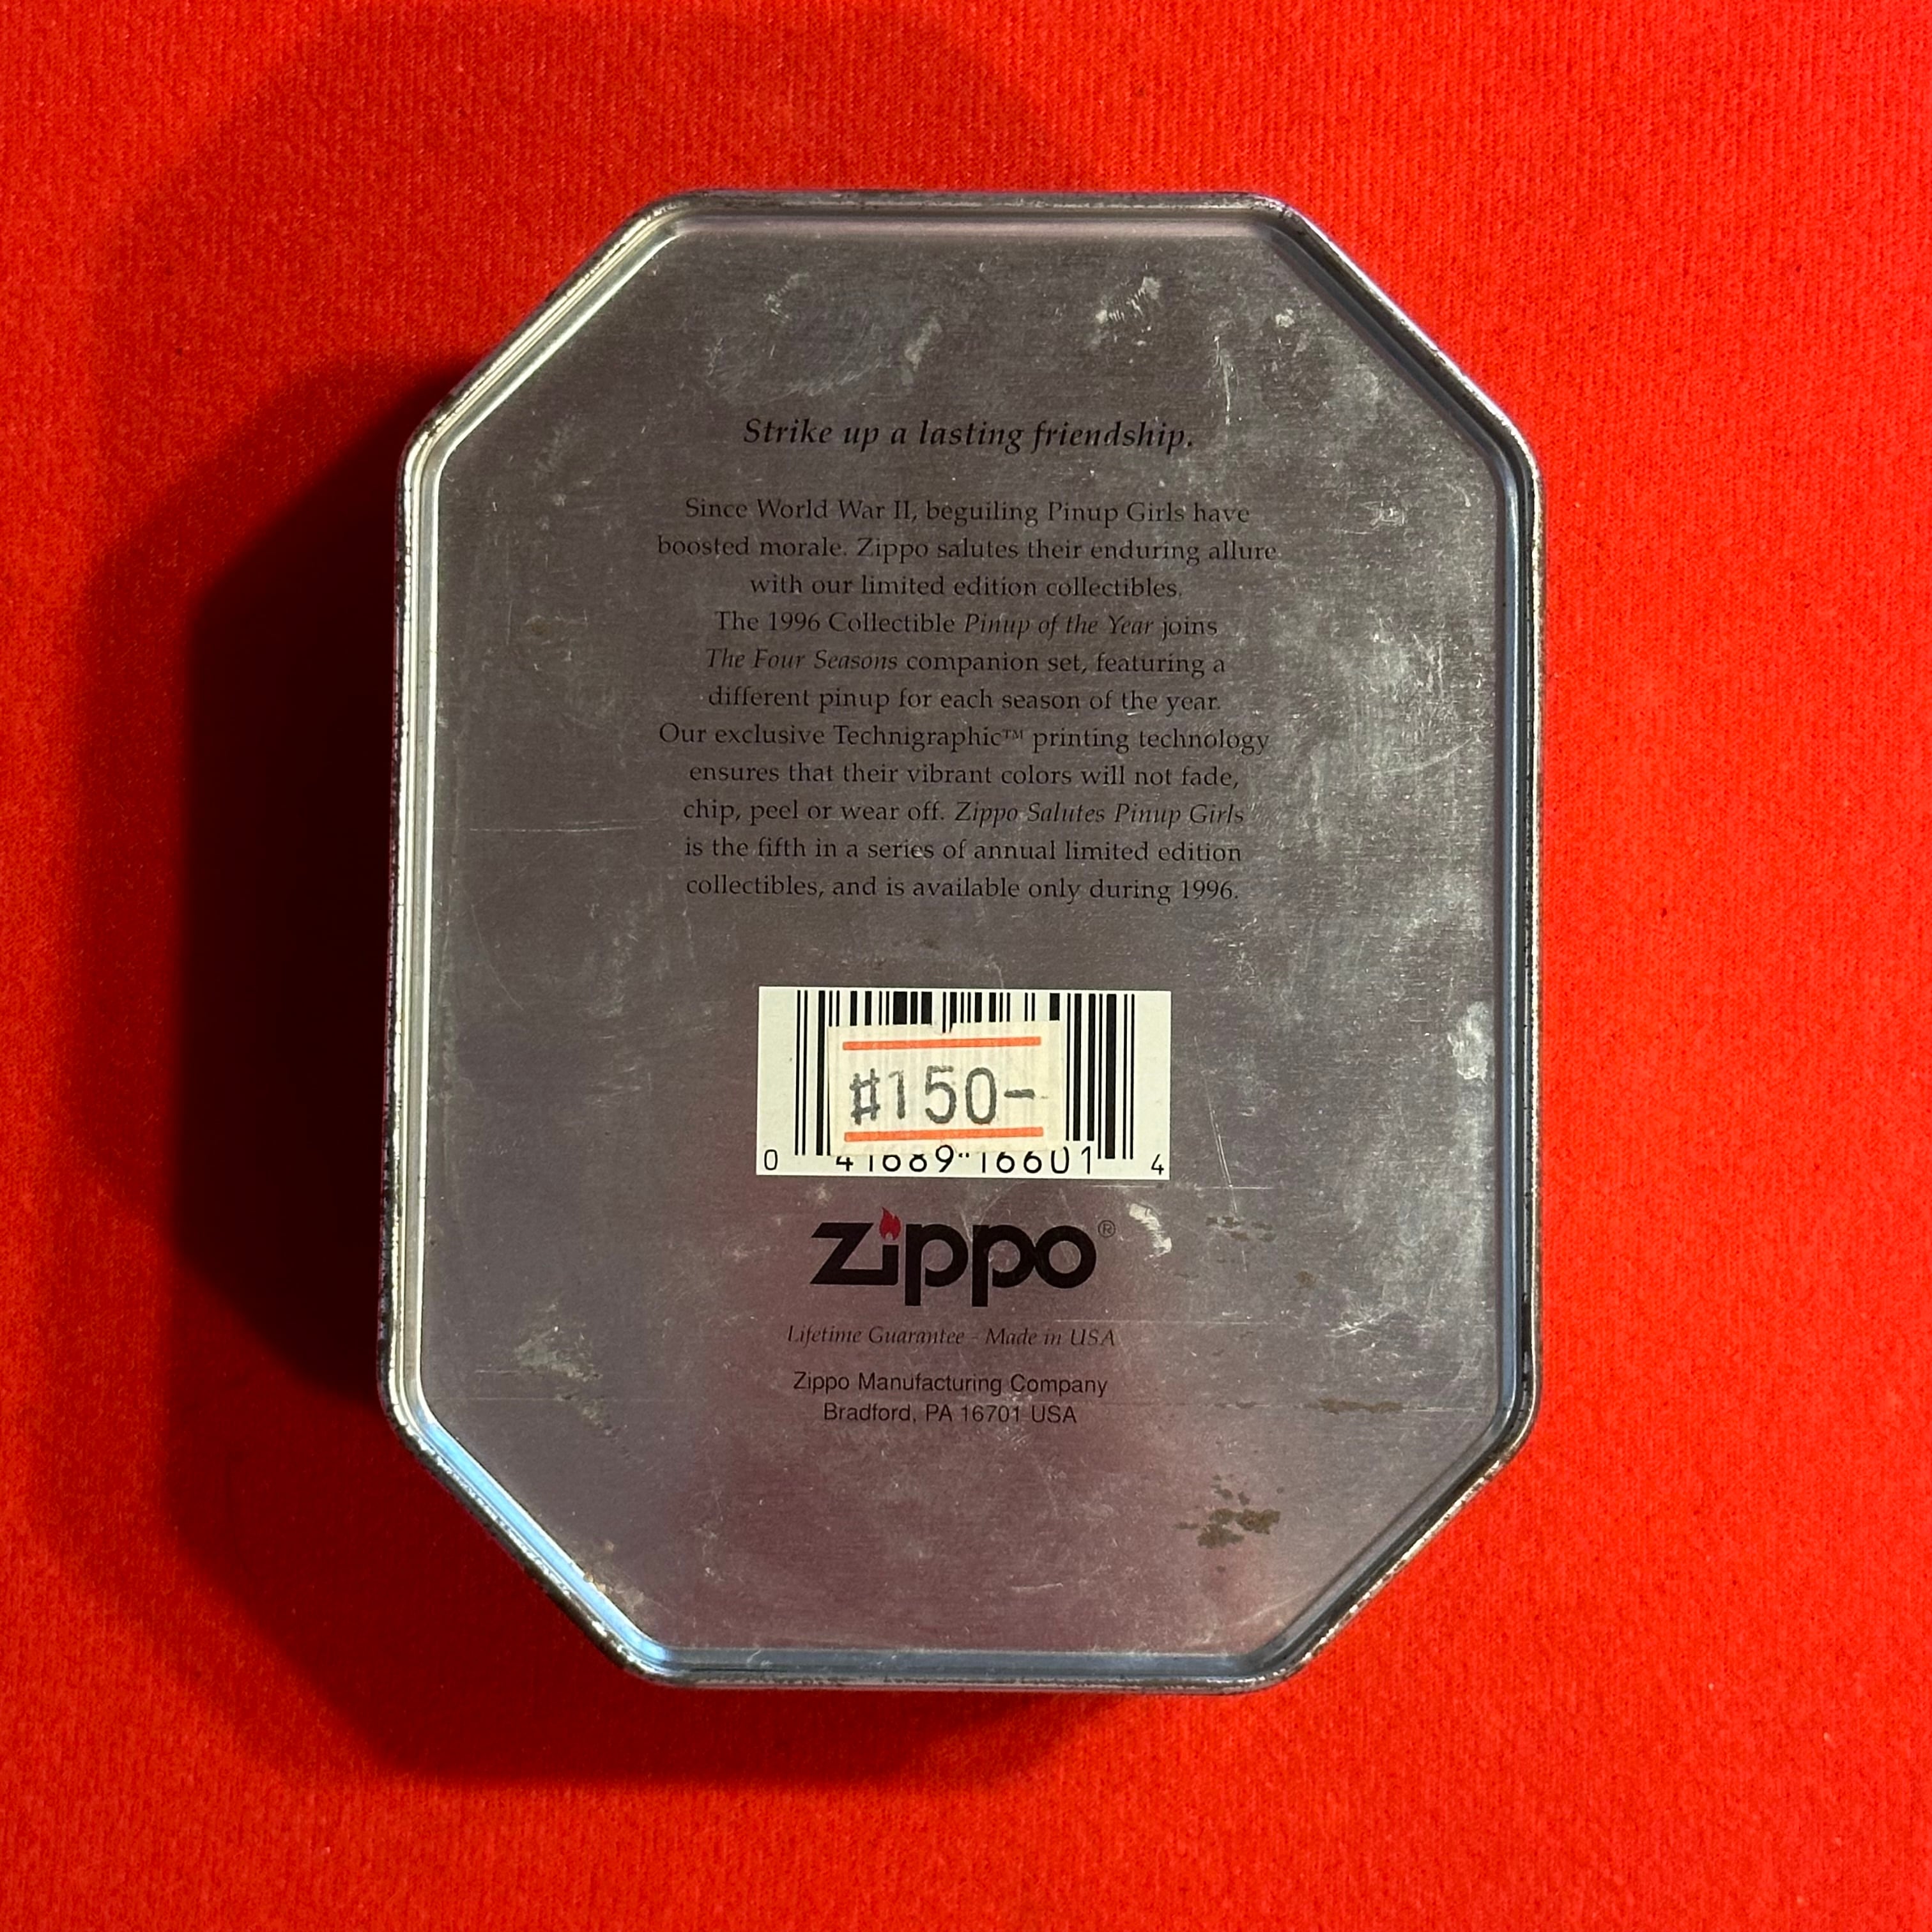 Strike up a lasting friendship.
Since World War II, beguiling Pinup Girls have
boosted morale. Zippo salutes their enduring allure
with our limited edition collectibles.
The 1996 Collectible Pinup of the Year joins
The Four Seasons companion set, featuring a
different pinup for each season of the year.
Our exclusive Technigraphic™ printing technology
ensures that their vibrant colors will not fade,
chip, peel or wear off. Zippo Salutes Pinup Girls
is the fifth in a series of annual limited edition
collectibles, and is available only during 1996.
#150-
0 41689 16601 4
zippo®
Lifetime Guarantee - Made in USA
Zippo Manufacturing Company
Bradford, PA 16701 USA